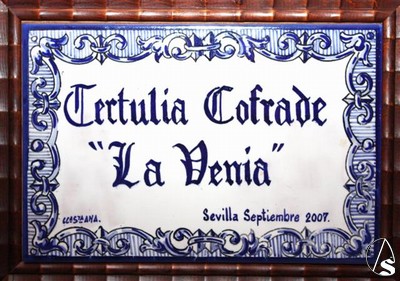 Tertulia Cofrade
"La Venia"
Sevilla Septiembre 2007.